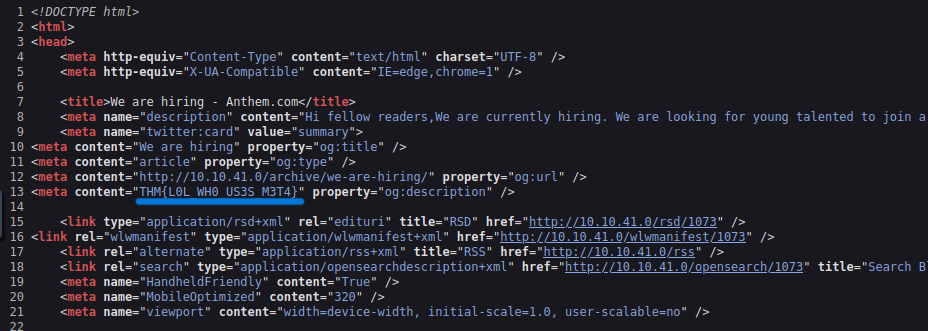 1 <!DOCTYPE html>
2 <html>
3 <head>
4 <meta http-equiv="Content-Type" content="text/html" charset="UTF-8" />
5 <meta http-equiv="X-UA-Compatible" content="IE=edge,chrome=1" />
6
7 <title>We are hiring - Anthem.com</title>
8 <meta name="description" content="Hi fellow readers,We are currently hiring. We are looking for young talented to join a
9 <meta name="twitter:card" value="summary">
10 <meta content="We are hiring" property="og:title" />
11 <meta content="article" property="og:type" />
12 <meta content="http://10.10.41.0/archive/we-are-hiring/" property="og:url" />
13 <meta content="THM{L0L_WH0_US3S_M3T4}" property="og:description" />
14
15 <link type="application/rsd+xml" rel="edituri" title="RSD" href="http://10.10.41.0/rsd/1073" />
16 <link rel="wlwmanifest" type="application/wlwmanifest+xml" href="http://10.10.41.0/wlwmanifest/1073" />
17 <link rel="alternate" type="application/rss+xml" title="RSS" href="http://10.10.41.0/rss" />
18 <link rel="search" type="application/opensearchdescription+xml" href="http://10.10.41.0/opensearch/1073" title="Search Bl
19 <meta name="HandheldFriendly" content="True" />
20 <meta name="MobileOptimized" content="320" />
21 <meta name="viewport" content="width=device-width, initial-scale=1.0, user-scalable=no" />
22